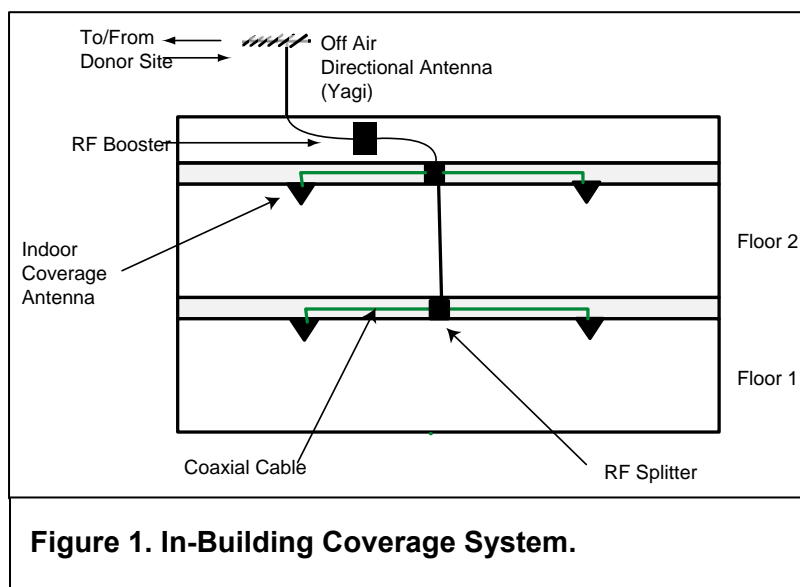 To/From
Donor Site
Off Air
Directional Antenna
(Yagi)
RF Booster
Indoor
Coverage
Antenna
Floor 2
Floor 1
Coaxial Cable
RF Splitter
Figure 1. In-Building Coverage System.